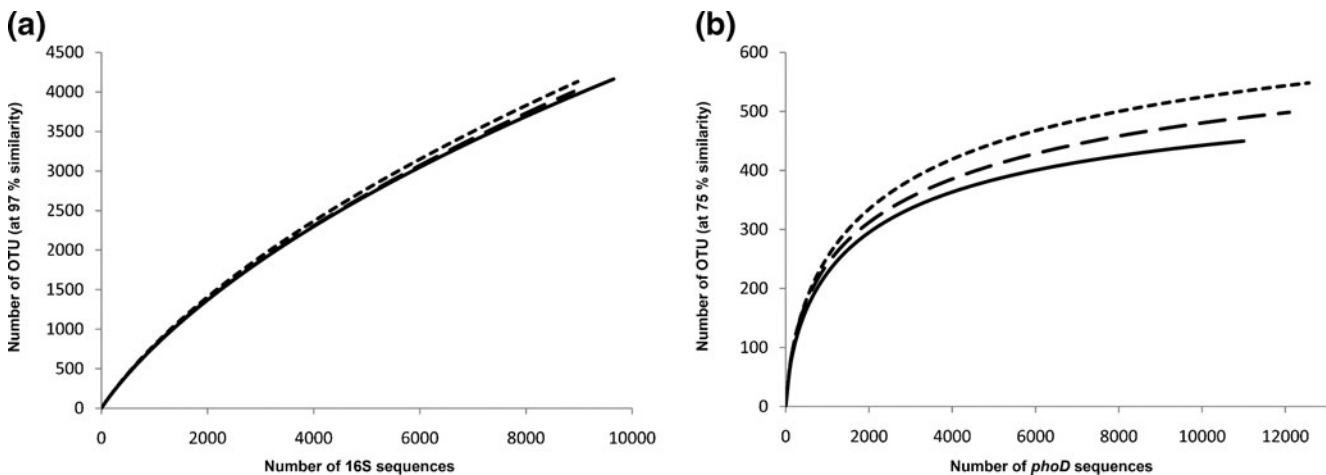 (a)
Number of OTU (at 97 % similarity)
4500
4000
3500
3000
2500
2000
1500
1000
500
0
0 2000 4000 6000 8000 10000
Number of 16S sequences
(b)
Number of OTU (at 75 % similarity)
600
500
400
300
200
100
0
0 2000 4000 6000 8000 10000 12000
Number of phoD sequences